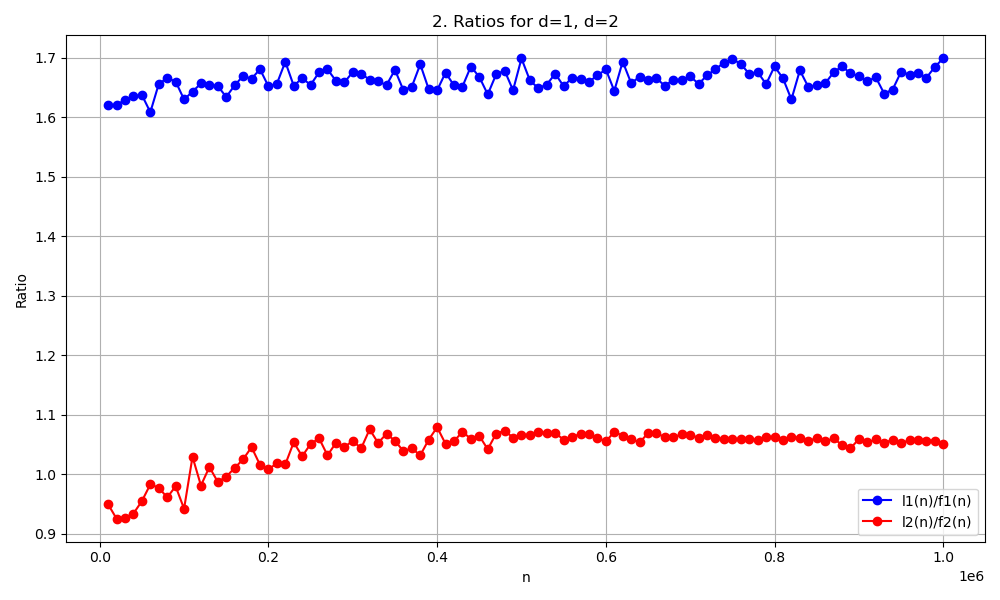 2. Ratios for d=1, d=2
1.7
1.6
1.5
1.4
1.3
1.2
1.1
1.0
0.9
Ratio
0.0 0.2 0.4 0.6 0.8 1.0
1e6
n
l1(n)/f1(n)
l2(n)/f2(n)